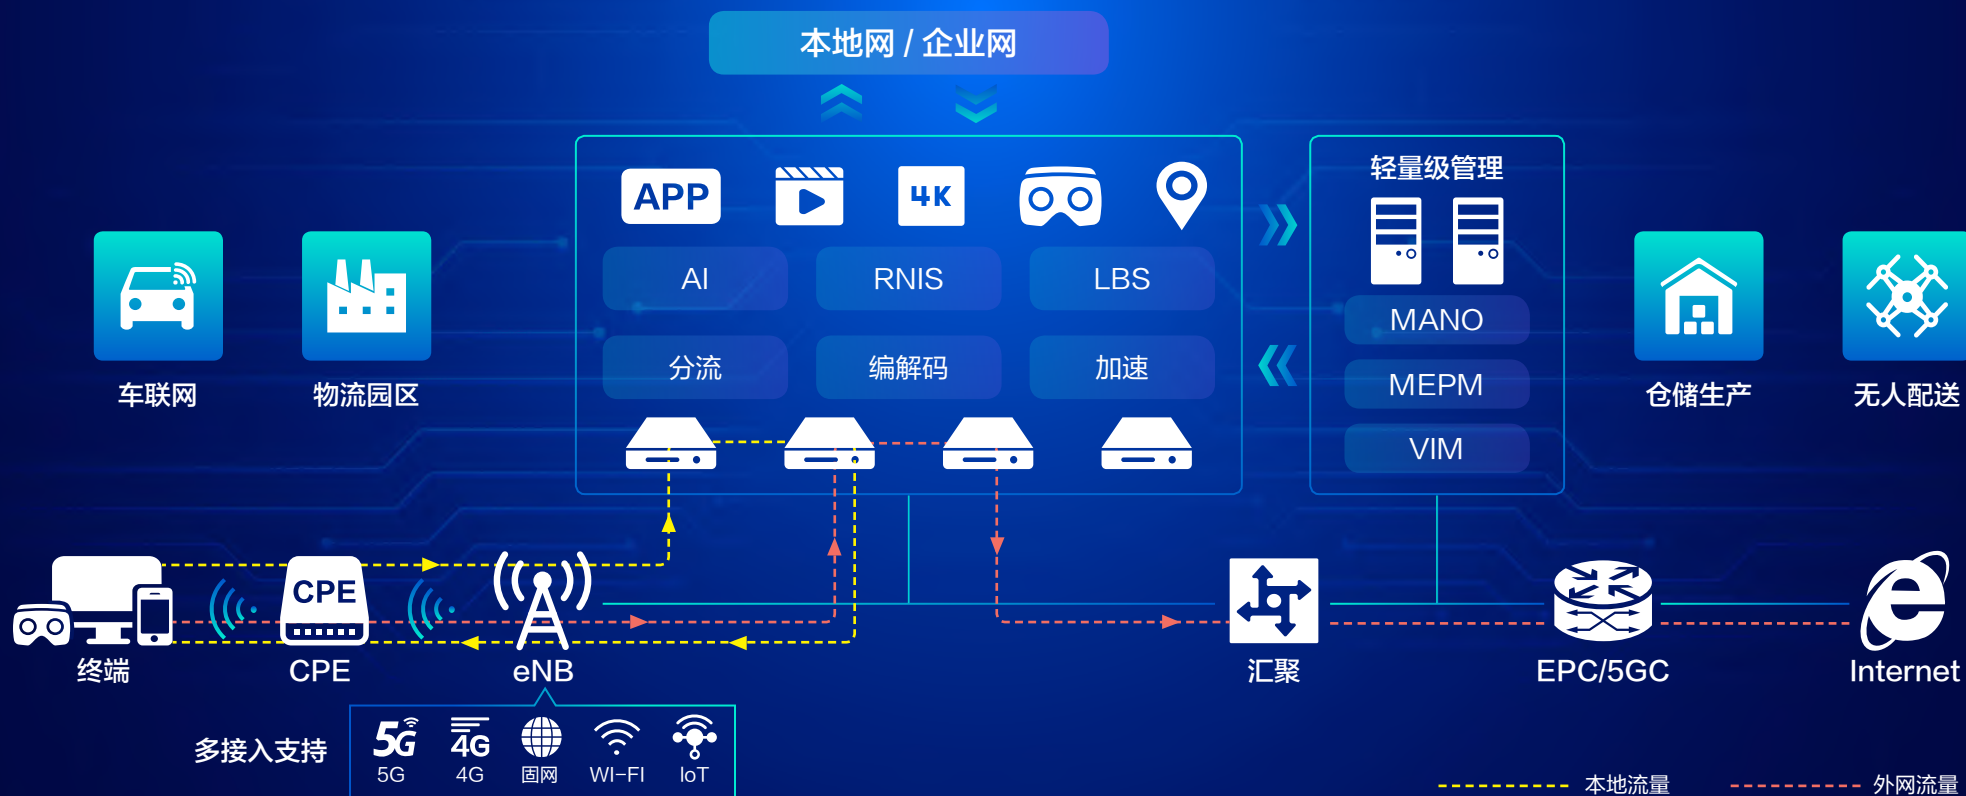 本地网 / 企业网
APP
4K
轻量级管理
AI
RNIS
LBS
MANO
分流
编解码
加速
MEPM
VIM
车联网
物流园区
仓储生产
无人配送
CPE
终端
CPE
eNB
汇聚
EPC/5GC
Internet
多接入支持
5G
4G
5G
4G
固网
WI-FI
IoT
本地流量
外网流量